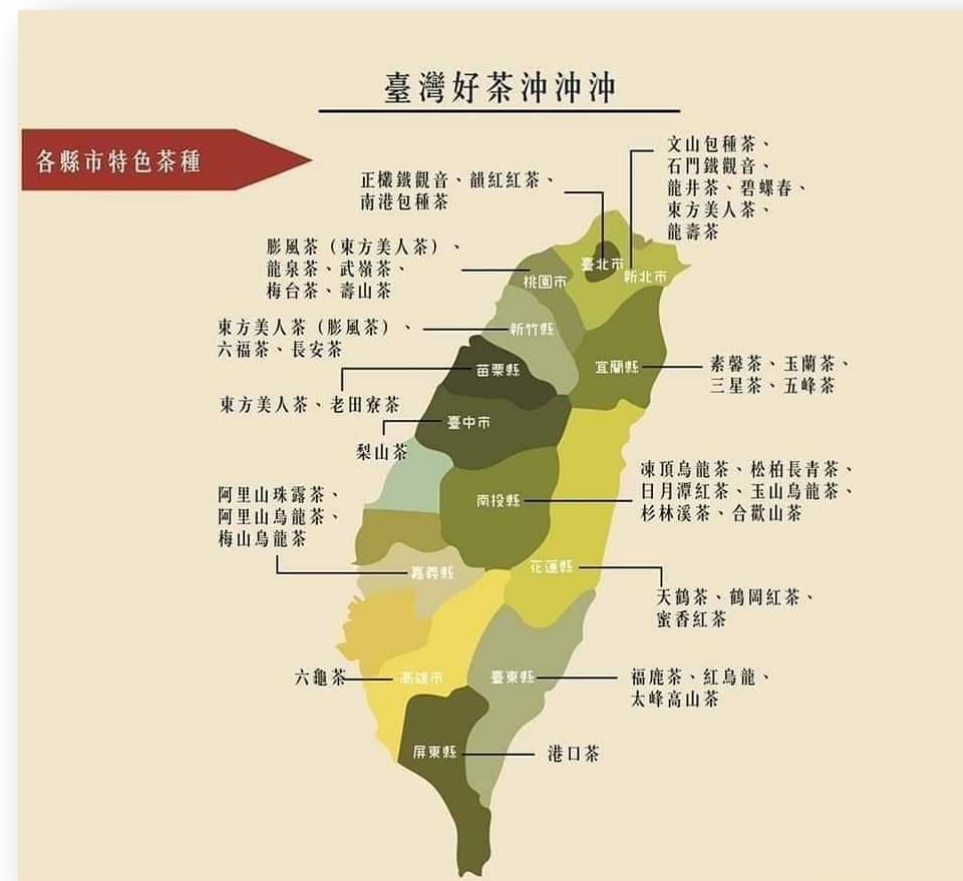 臺灣好茶沖沖沖
各縣市特色茶種
文山包種茶、
石門鐵觀音、
龍井茶、碧螺春、
東方美人茶、
龍壽茶
正欉鐵觀音、韻紅紅茶、
南港包種茶
臺北市
新北市
膨風茶（東方美人茶）、
龍泉茶、武嶺茶、
梅台茶、壽山茶
桃園市
東方美人茶（膨風茶）、
六福茶、長安茶
新竹縣
苗栗縣
東方美人茶、老田寮茶
宜蘭縣
素馨茶、玉蘭茶、
三星茶、五峰茶
臺中市
梨山茶
南投縣
凍頂烏龍茶、松柏長青茶、
日月潭紅茶、玉山烏龍茶、
杉林溪茶、合歡山茶
阿里山珠露茶、
阿里山烏龍茶、
梅山烏龍茶
嘉義縣
花蓮縣
天鶴茶、鶴岡紅茶、
蜜香紅茶
六龜茶
高雄市
臺東縣
福鹿茶、紅烏龍、
太峰高山茶
屏東縣
港口茶